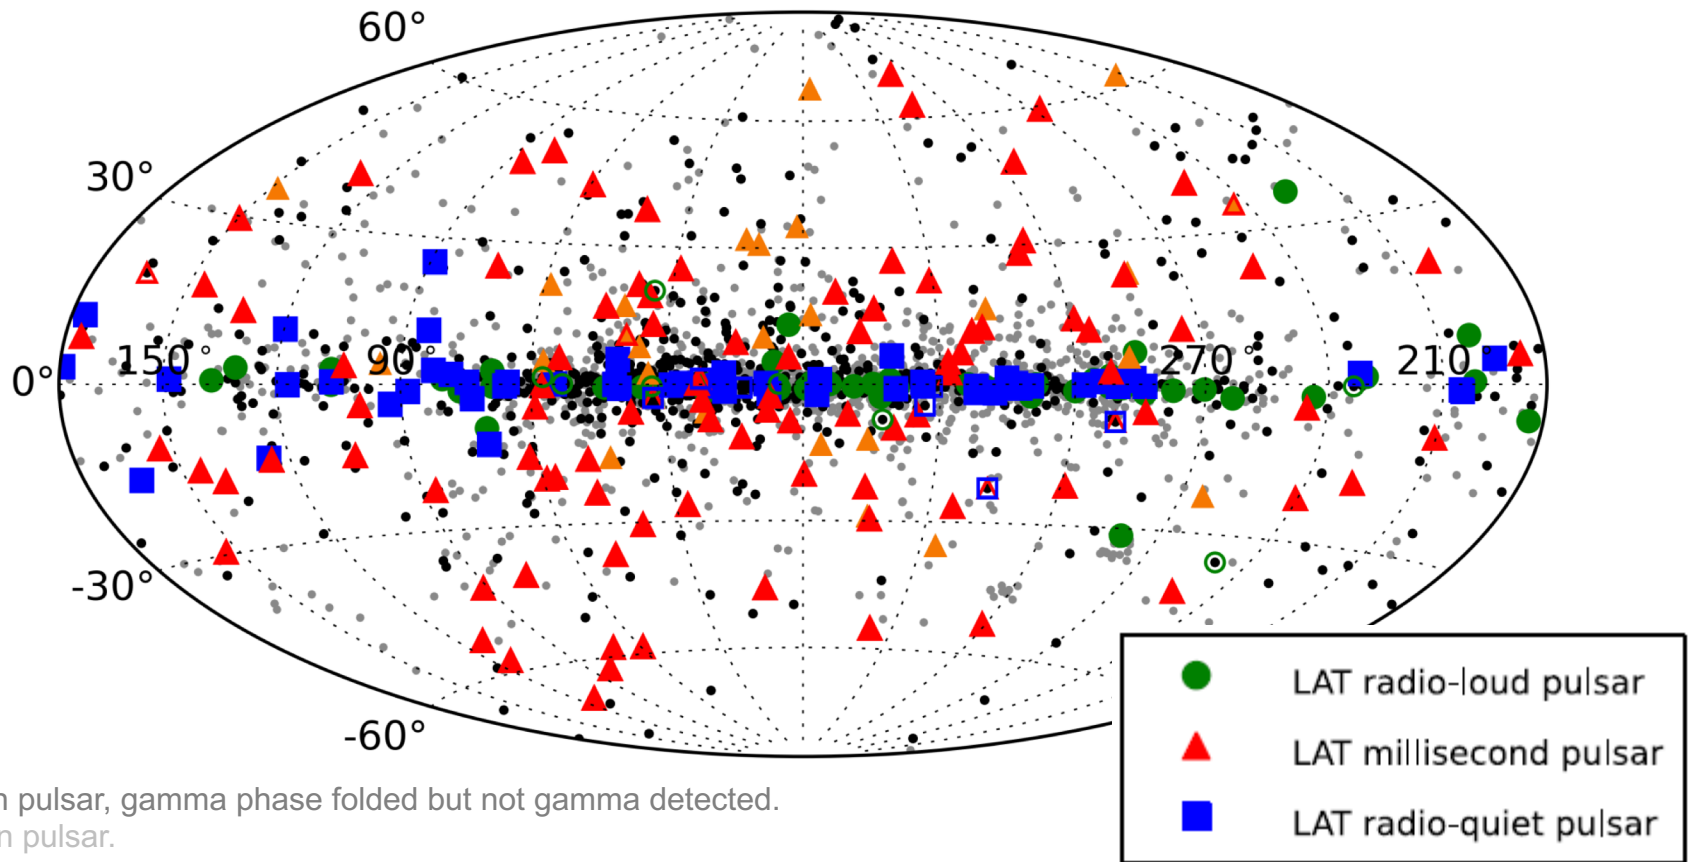 60°
30°
0°
150°
90°
270°
210°
-30°
-60°
LAT radio-loud pulsar
LAT millisecond pulsar
LAT radio-quiet pulsar
pulsar, gamma phase folded but not gamma detected.
pulsar.